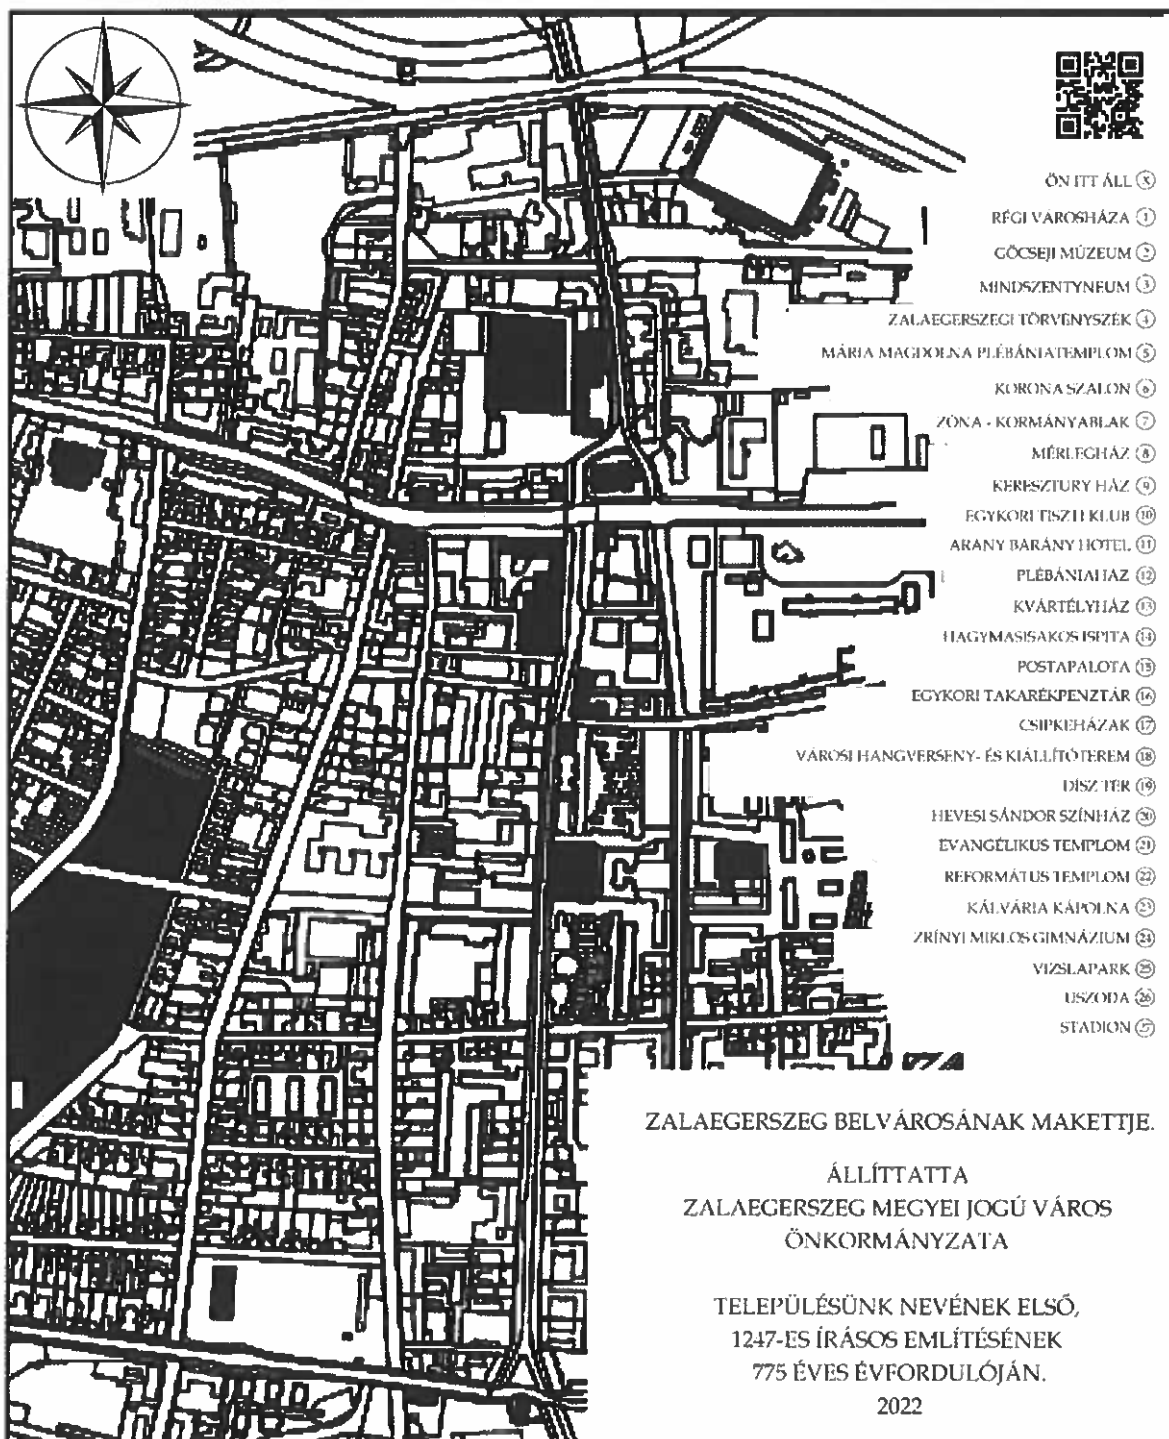 ÖN ITT ÁLL X
RÉGI VÁROSHÁZA 1
GÖCSEJI MÚZEUM 2
MINDSZENTYNEUM 3
ZALAEGERSZEGI TÖRVÉNYSZÉK 4
MÁRIA MAGDOLNA PLÉBÁNIATEMPLOM 5
KORONA SZALON 6
ZÓNA - KORMÁNYABLAK 7
MÉRLEGHÁZ 8
KERESZTURY HÁZ 9
EGYKORI TISZTI KLUB 10
ARANY BÁRÁNY HOTEL 11
PLÉBÁNIAHÁZ 12
KVÁRTÉLYHÁZ 13
HAGYMÁSISAKOS ISPITA 14
POSTAPALOTA 15
EGYKORI TAKARÉKPENZTÁR 16
CSIPKEHÁZAK 17
VÁROSI HANGVERSENY- ÉS KIÁLLÍTÓTEREM 18
DÍSZ TÉR 19
HEVESI SÁNDOR SZÍNHÁZ 20
EVANGÉLIKUS TEMPLOM 21
REFORMÁTUS TEMPLOM 22
KÁLVÁRIA KÁPOLNA 23
ZRÍNYI MIKLÓS GIMNÁZIUM 24
VIZSLAPARK 25
USZODA 26
STADION 27
ZALAEGERSZEG BELVÁROSÁNAK MAKETTJE.
ÁLLÍTTATTA
ZALAEGERSZEG MEGYEI JOGÚ VÁROS
ÖNKORMÁNYZATA
TELEPÜLÉSÜNK NEVÉNEK ELSŐ,
1247-ES ÍRÁSOS EMLÍTÉSÉNEK
775 ÉVES ÉVFORDULÓJÁN.
2022